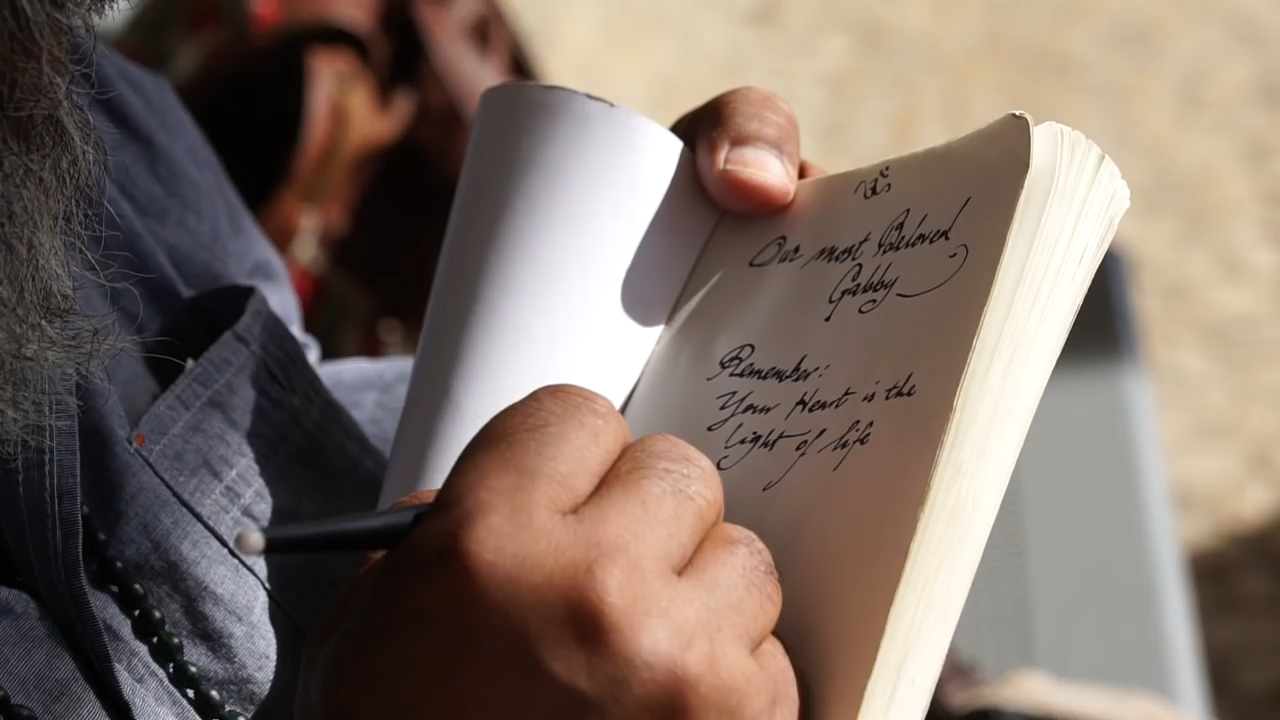 Our most Beloved
Gabby
Remember:
Your Heart is the
light of life